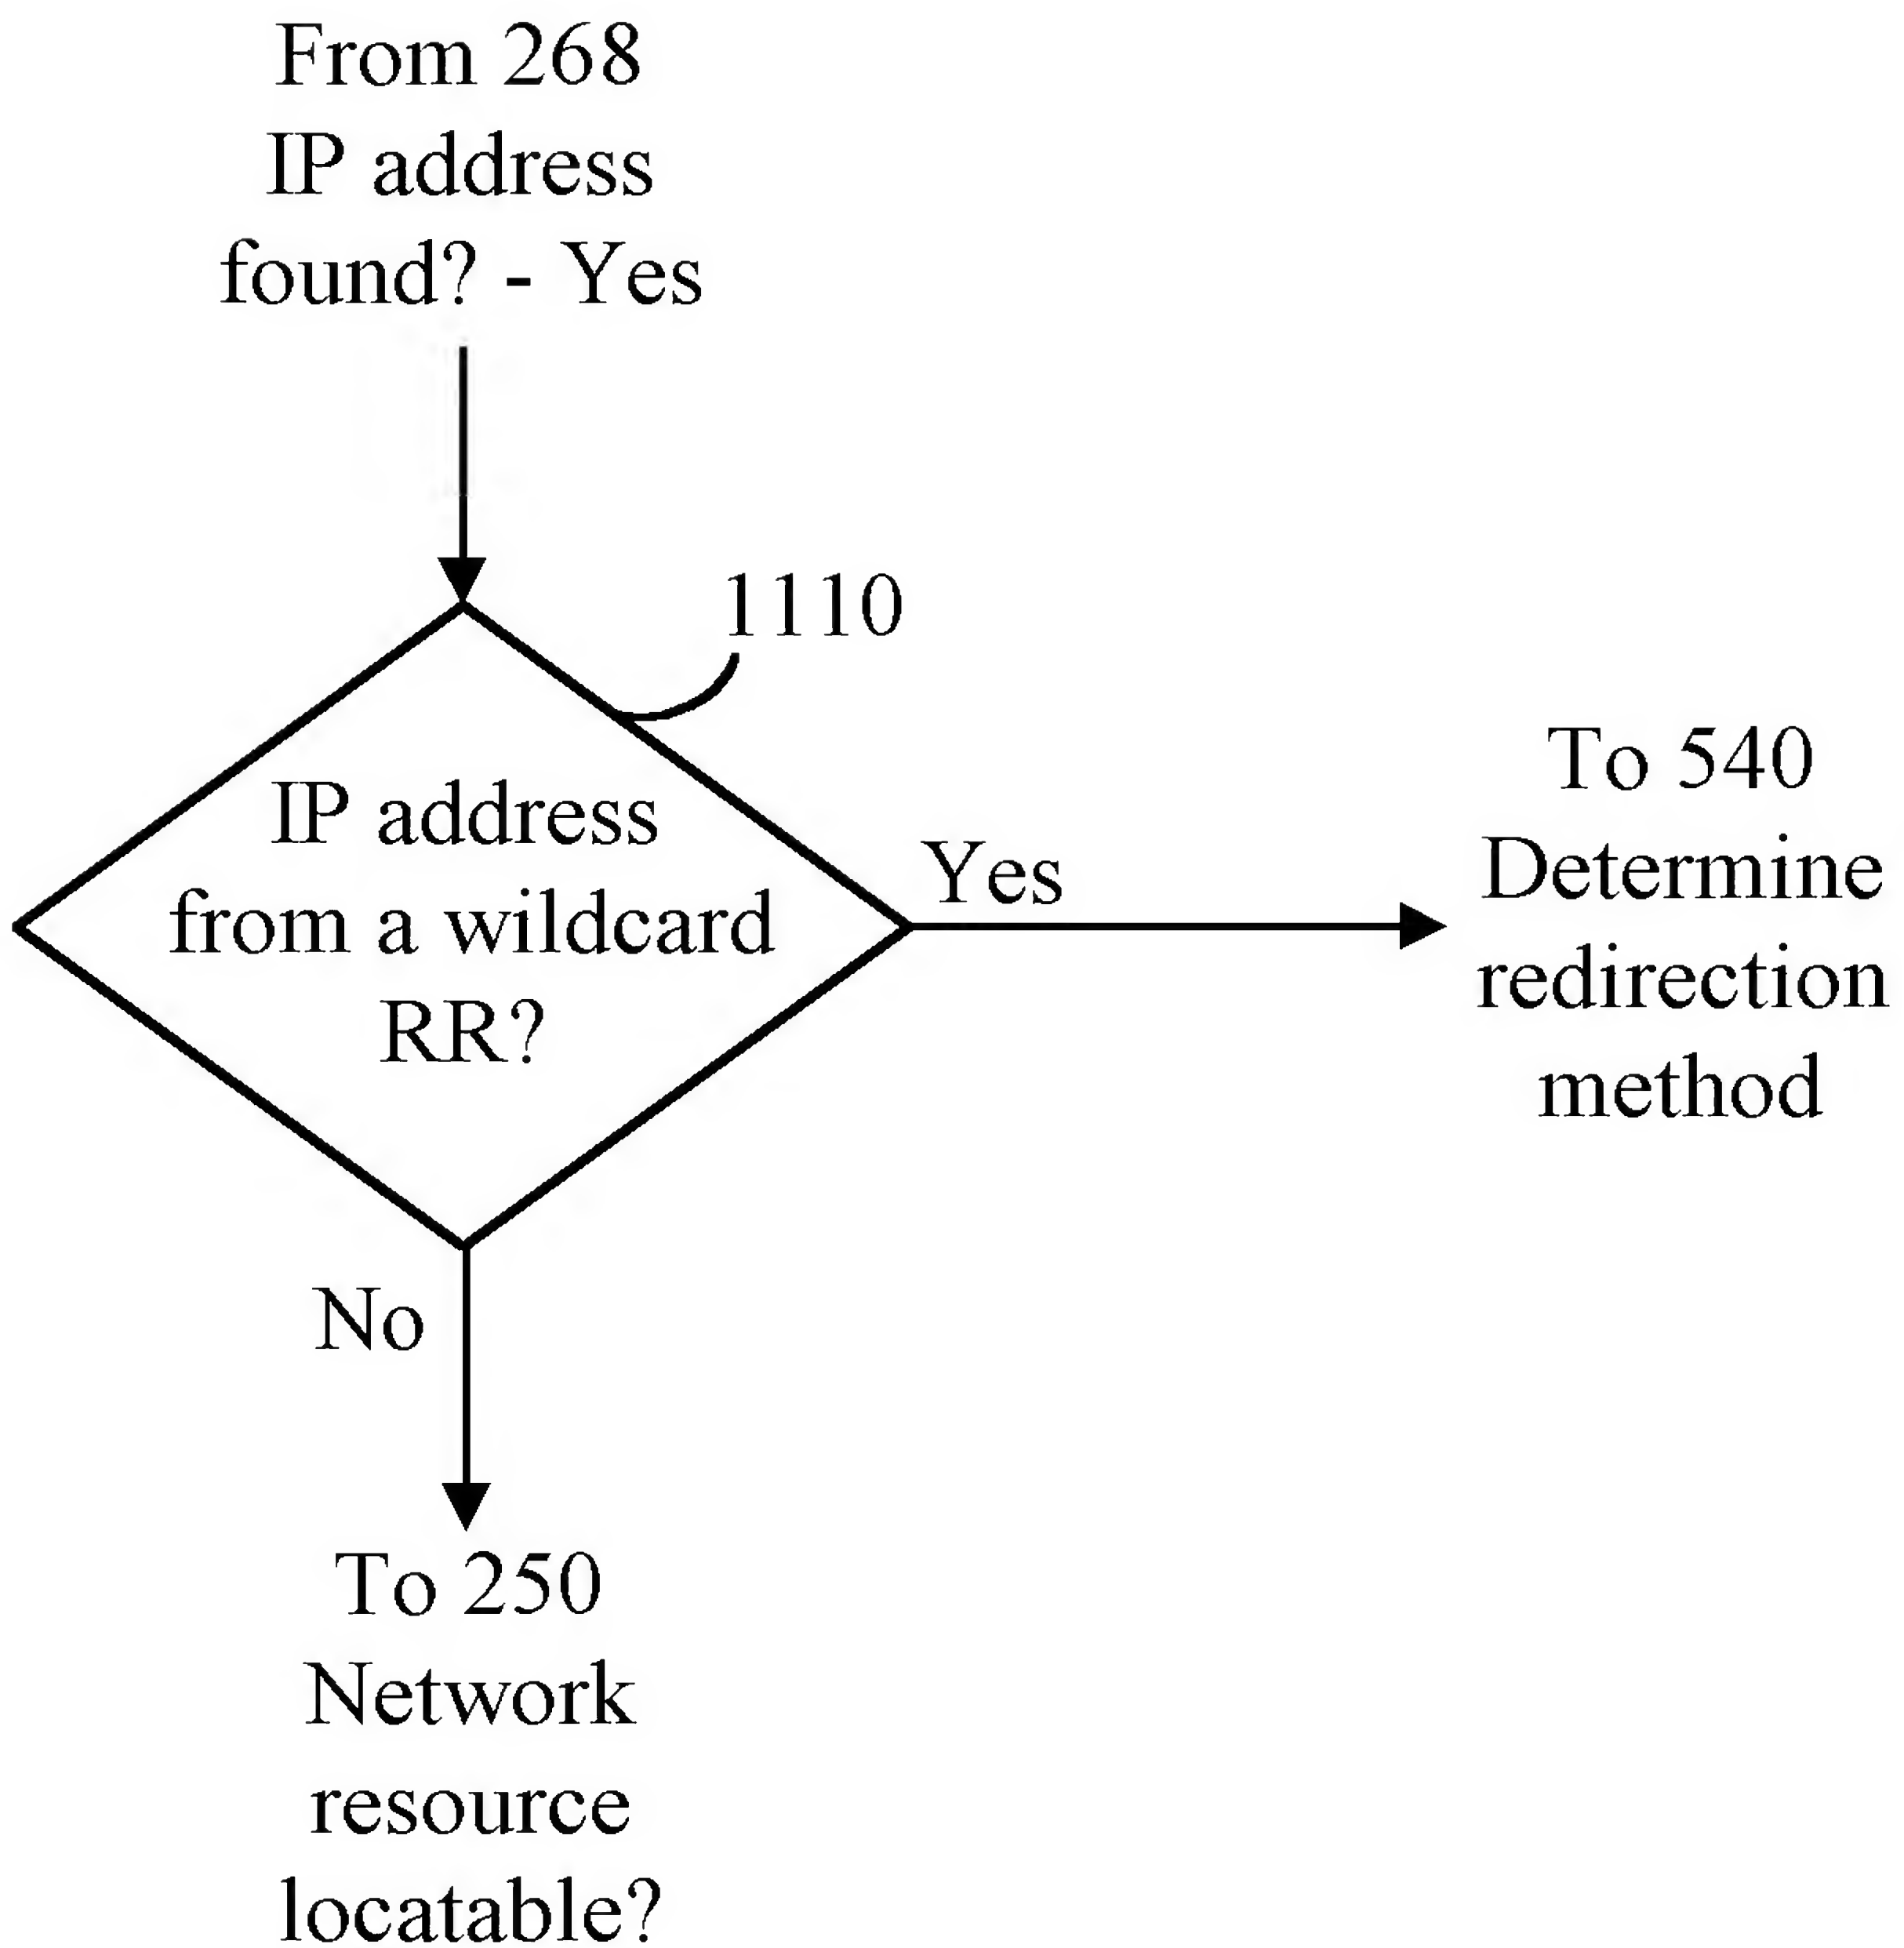 From 268
IP address
found? - Yes
1110
IP address
from a wildcard
RR?
Yes
To 540
Determine
redirection
method
No
To 250
Network
resource
locatable?